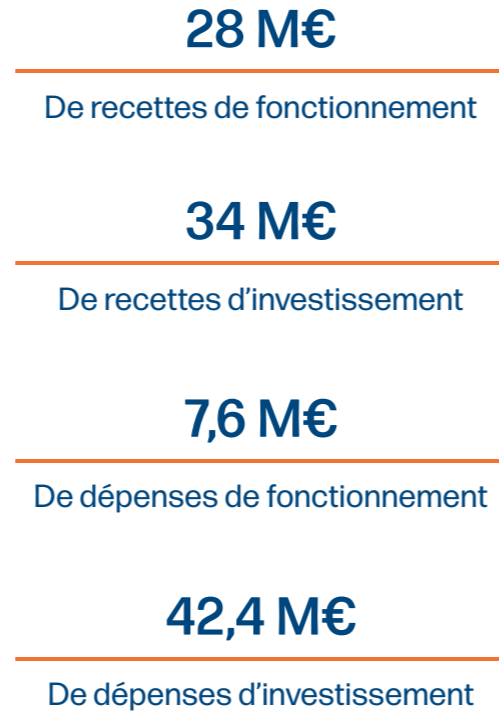 28 M€
De recettes de fonctionnement
34 M€
De recettes d’investissement
7,6 M€
De dépenses de fonctionnement
42,4 M€
De dépenses d’investissement